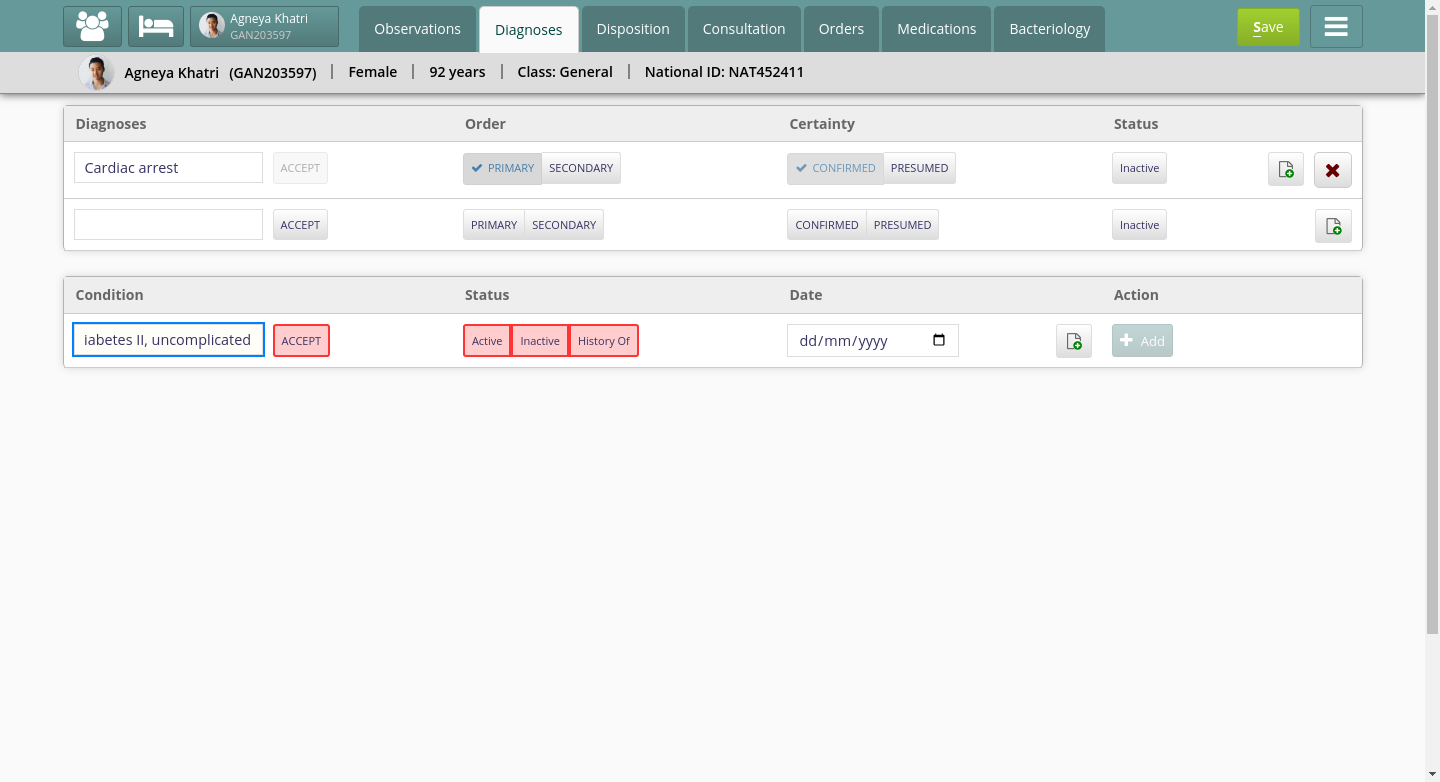 Agneya Khatri
GAN203597
Observations
Diagnoses
Disposition
Consultation
Orders
Medications
Bacteriology
Save
Agneya Khatri (GAN203597) | Female | 92 years | Class: General | National ID: NAT452411
Diagnoses Order Certainty Status
Cardiac arrest ACCEPT PRIMARY SECONDARY CONFIRMED PRESUMED Inactive
ACCEPT PRIMARY SECONDARY CONFIRMED PRESUMED Inactive
Condition Status Date Action
iabetes II, uncomplicated ACCEPT Active Inactive History Of dd/mm/yyyy Add